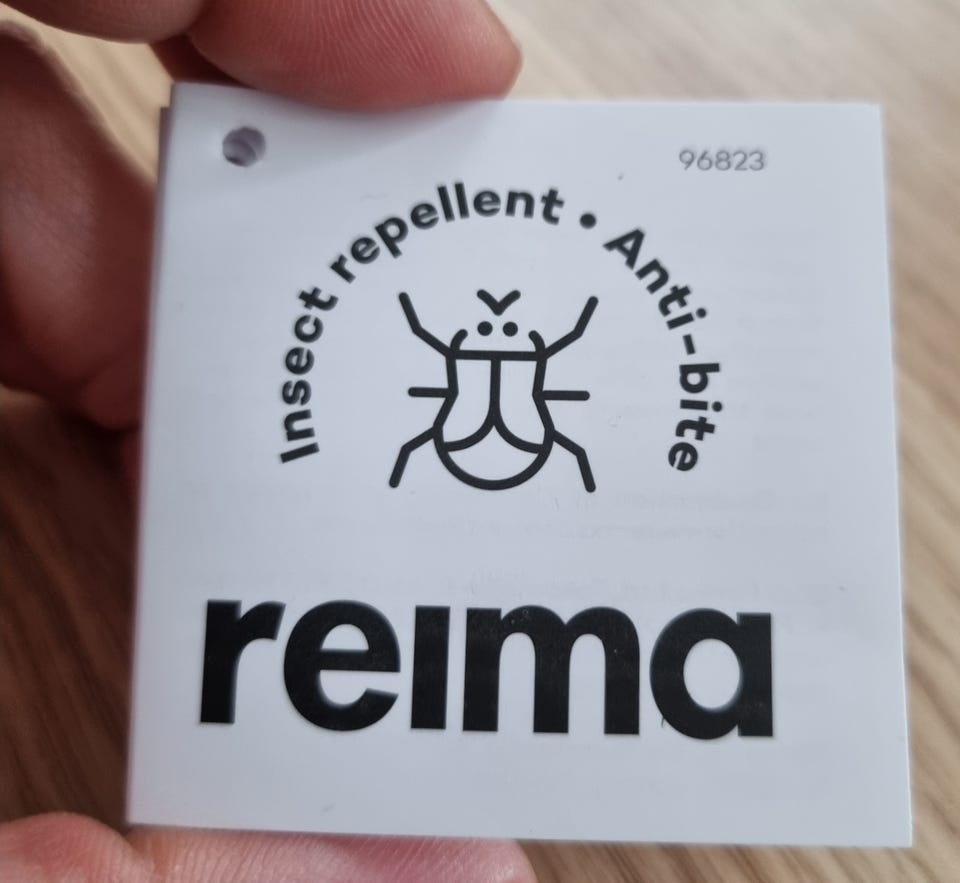 96823
Insect repellent • Anti-bite
reima